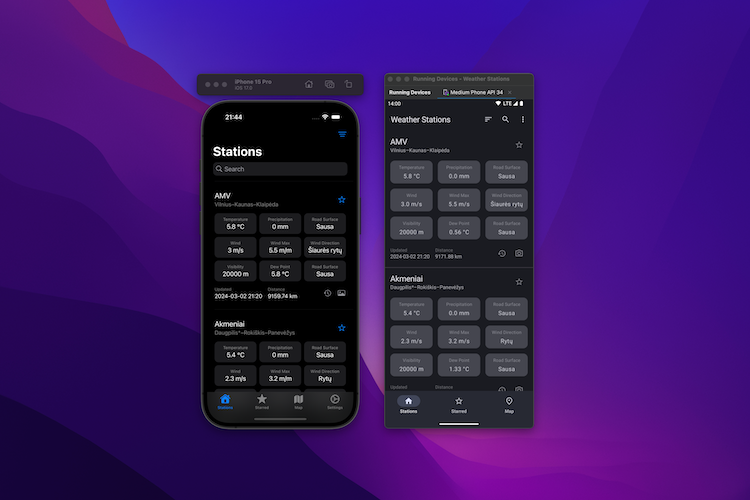 iPhone 15 Pro
iOS 17.0
21:44
Stations
Search
AMV
Vilnius–Kaunas–Klaipėda
Temperature
Precipitation
Road Surface
5.8 °C
0 mm
Sausa
Wind
Wind Max
Wind Direction
3 m/s
5.5 m/m
Šiaurės rytų
Visibility
Dew Point
Road Surface
20000 m
5.8 °C
Sausa
Updated
Distance
2024-03-02 21:20
9159.74 km
Akmeniai
Daugpilis*–Rokiškis–Panevėžys
Temperature
Precipitation
Road Surface
5.4 °C
0 mm
Sausa
Wind
Wind Max
Wind Direction
2.3 m/s
3.2 m/m
Rytų
Stations
Starred
Map
Settings
Running Devices - Weather Stations
Running Devices
Medium Phone API 34
14:00
LTE
Weather Stations
AMV
Vilnius–Kaunas–Klaipėda
Temperature
Precipitation
Road Surface
5.8 °C
0.0 mm
Sausa
Wind
Wind Max
Wind Direction
3.0 m/s
5.5 m/s
Šiaurės rytų
Visibility
Dew Point
Road Surface
20000 m
0.56 °C
Sausa
Updated
Distance
2024-03-02 21:20
9171.88 km
Akmeniai
Daugpilis*–Rokiškis–Panevėžys
Temperature
Precipitation
Road Surface
5.4 °C
0.0 mm
Sausa
Wind
Wind Max
Wind Direction
2.3 m/s
3.2 m/s
Rytų
Visibility
Dew Point
Road Surface
20000 m
1.33 °C
Sausa
Updated
Distance
Stations
Starred
Map